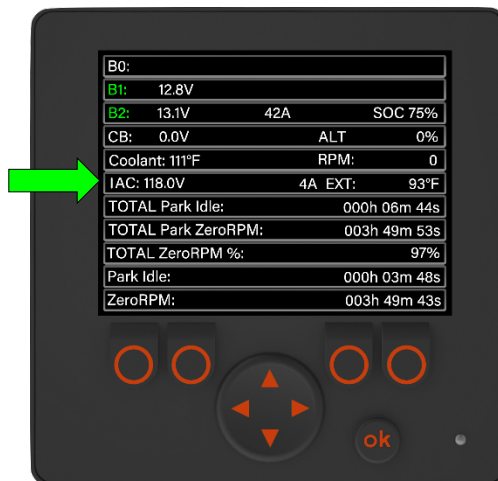 B0:
B1: 12.8V
B2: 13.1V 42A SOC 75%
CB: 0.0V ALT 0%
Coolant: 111°F RPM: 0
IAC: 118.0V 4A EXT: 93°F
TOTAL Park Idle: 000h 06m 44s
TOTAL Park ZeroRPM: 003h 49m 53s
TOTAL ZeroRPM %: 97%
Park Idle: 000h 03m 48s
ZeroRPM: 003h 49m 43s
ok